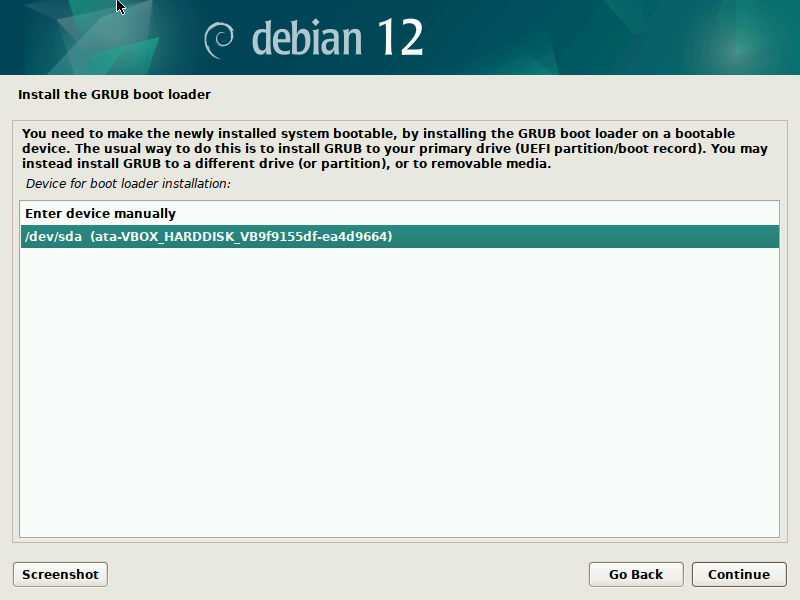 debian 12
Install the GRUB boot loader
You need to make the newly installed system bootable, by installing the GRUB boot loader on a bootable
device. The usual way to do this is to install GRUB to your primary drive (UEFI partition/boot record). You may
instead install GRUB to a different drive (or partition), or to removable media.
Device for boot loader installation:
Enter device manually
/dev/sda  (ata-VBOX_HARDDISK_VB9f9155df-ea4d9664)
Screenshot
Go Back
Continue